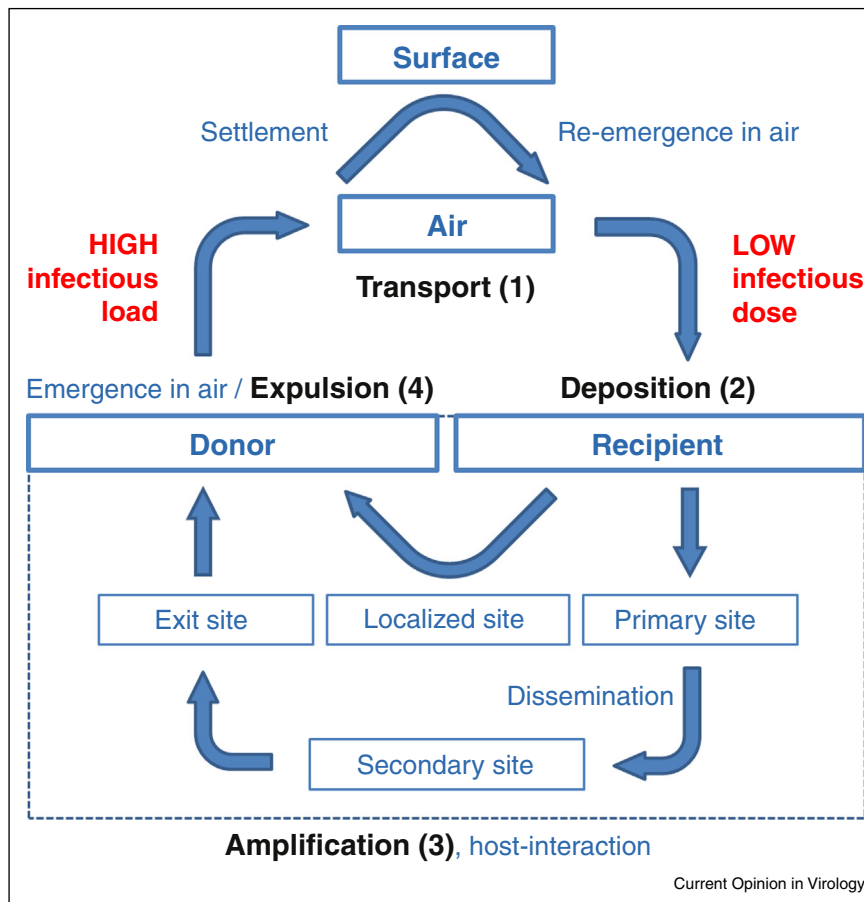 Surface
Settlement
Re-emergence in air
Air
HIGH
infectious
load
LOW
infectious
dose
Transport (1)
Emergence in air / Expulsion (4)
Deposition (2)
Donor
Recipient
Exit site
Localized site
Primary site
Dissemination
Secondary site
Amplification (3), host-interaction
Current Opinion in Virology